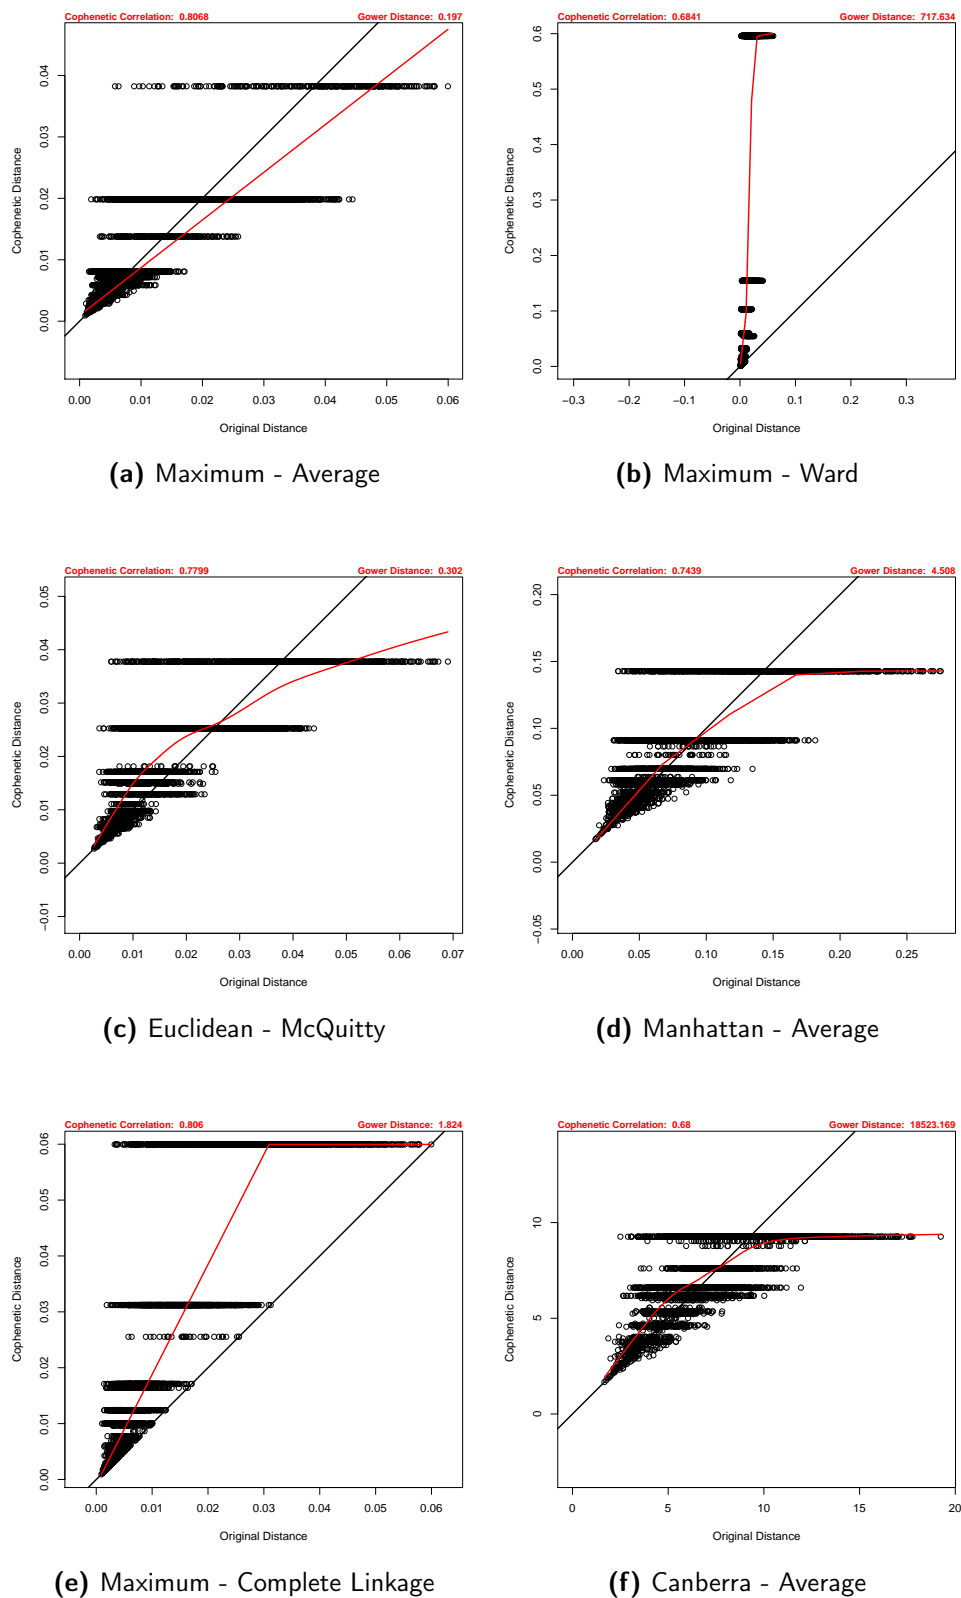 Cophenetic Correlation: 0.8068 Gower Distance: 0.197
0.04
0.03
0.02
0.01
0.00
Cophenetic Distance
0.00 0.01 0.02 0.03 0.04 0.05 0.06
Original Distance
(a) Maximum - Average
Cophenetic Correlation: 0.6841 Gower Distance: 717.634
0.6
0.5
0.4
0.3
0.2
0.1
0.0
Cophenetic Distance
−0.3 −0.2 −0.1 0.0 0.1 0.2 0.3
Original Distance
(b) Maximum - Ward
Cophenetic Correlation: 0.7799 Gower Distance: 0.302
0.05
0.04
0.03
0.02
0.01
0.00
−0.01
Cophenetic Distance
0.00 0.01 0.02 0.03 0.04 0.05 0.06 0.07
Original Distance
(c) Euclidean - McQuitty
Cophenetic Correlation: 0.7439 Gower Distance: 4.508
0.20
0.15
0.10
0.05
0.00
−0.05
Cophenetic Distance
0.00 0.05 0.10 0.15 0.20 0.25
Original Distance
(d) Manhattan - Average
Cophenetic Correlation: 0.806 Gower Distance: 1.824
0.06
0.05
0.04
0.03
0.02
0.01
0.00
Cophenetic Distance
0.00 0.01 0.02 0.03 0.04 0.05 0.06
Original Distance
(e) Maximum - Complete Linkage
Cophenetic Correlation: 0.68 Gower Distance: 18523.169
10
5
0
Cophenetic Distance
0 5 10 15 20
Original Distance
(f) Canberra - Average